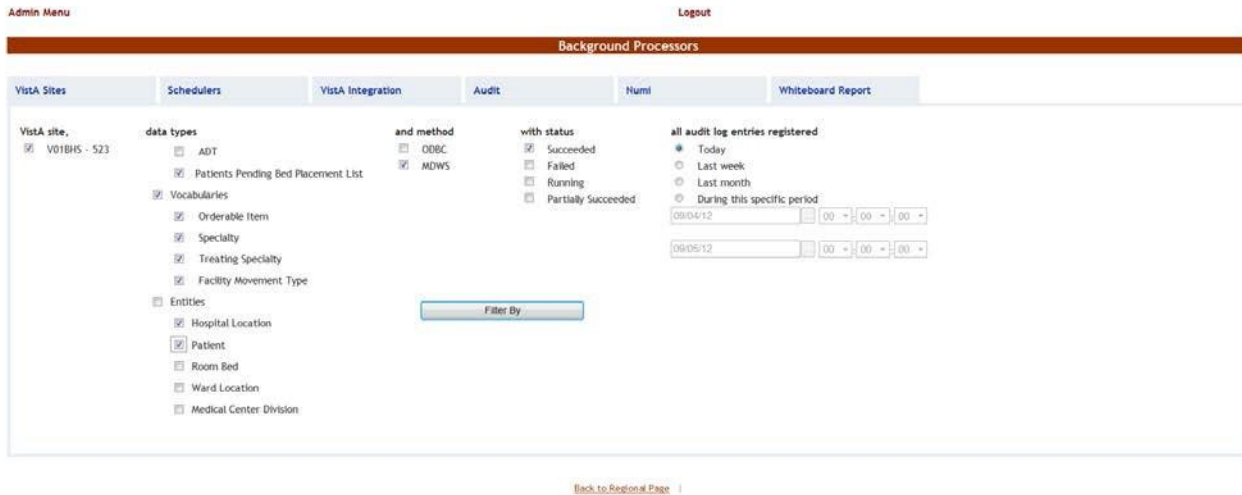 Admin Menu Logout
Background Processors
VistA Sites Schedulers VistA Integration Audit Numi Whiteboard Report
VistA site, data types and method with status all audit log entries registered
V01BHS - 523 ADT ODBC Succeeded Today
Patients Pending Bed Placement List MDWS Failed Last week
Vocabularies Running Last month
Orderable Item Partially Succeeded During this specific period
09/04/12 00 : 00 : 00
Specialty
09/05/12 00 : 00 : 00
Treating Specialty
Facility Movement Type
Entities
Filter By
Hospital Location
Patient
Room Bed
Ward Location
Medical Center Division
Back to Regional Page |